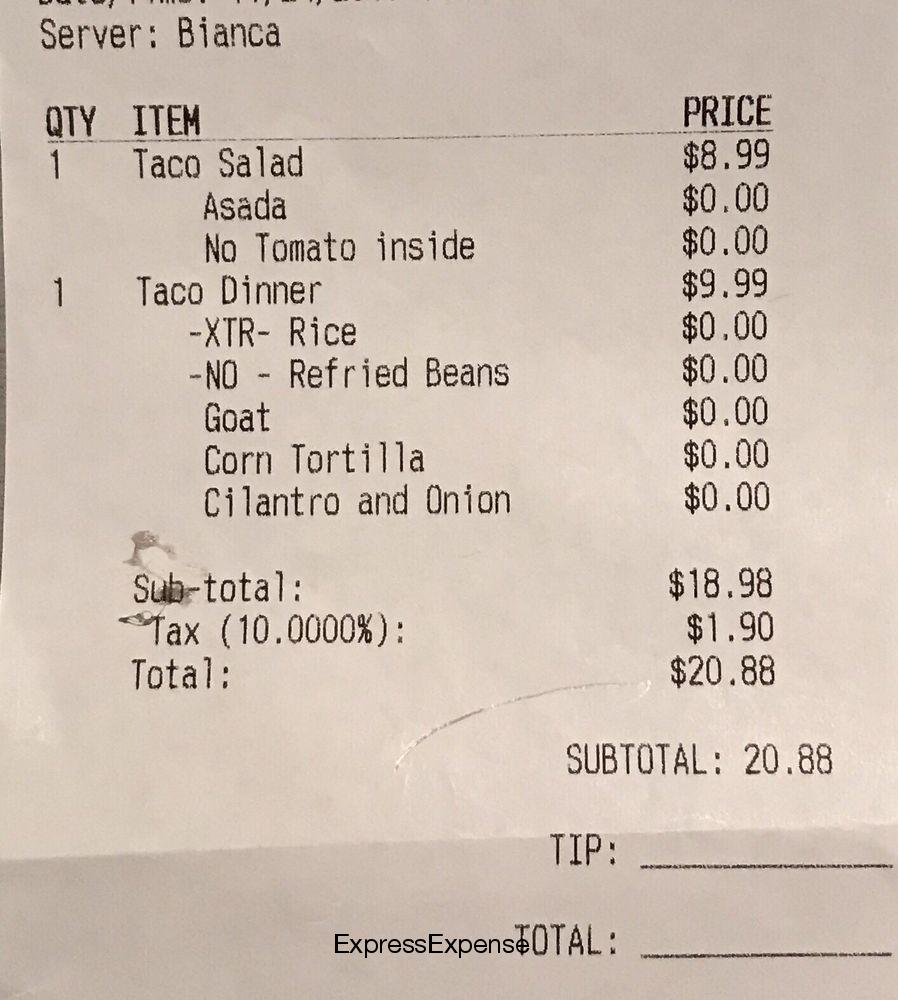 Server: Bianca
QTY ITEM PRICE
1 Taco Salad $8.99
Asada $0.00
No Tomato inside $0.00
1 Taco Dinner $9.99
-XTR- Rice $0.00
-NO - Refried Beans $0.00
Goat $0.00
Corn Tortilla $0.00
Cilantro and Onion $0.00
Sub-total: $18.98
Tax (10.0000%): $1.90
Total: $20.88
SUBTOTAL: 20.88
TIP:
ExpressExpense
TOTAL: